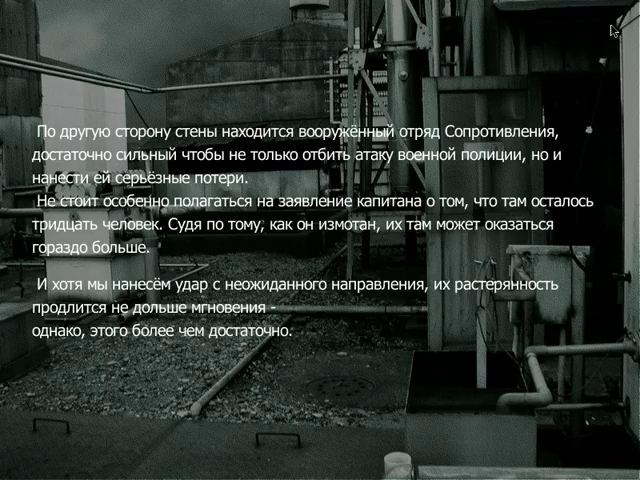 По другую сторону стены находится вооружённый отряд Сопротивления,
достаточно сильный чтобы не только отбить атаку военной полиции, но и
нанести ей серьёзные потери.
Не стоит особенно полагаться на заявление капитана о том, что там осталось
тридцать человек. Судя по тому, как он измотан, их там может оказаться
гораздо больше.
И хотя мы нанесём удар с неожиданного направления, их растерянность
продлится не дольше мгновения -
однако, этого более чем достаточно.